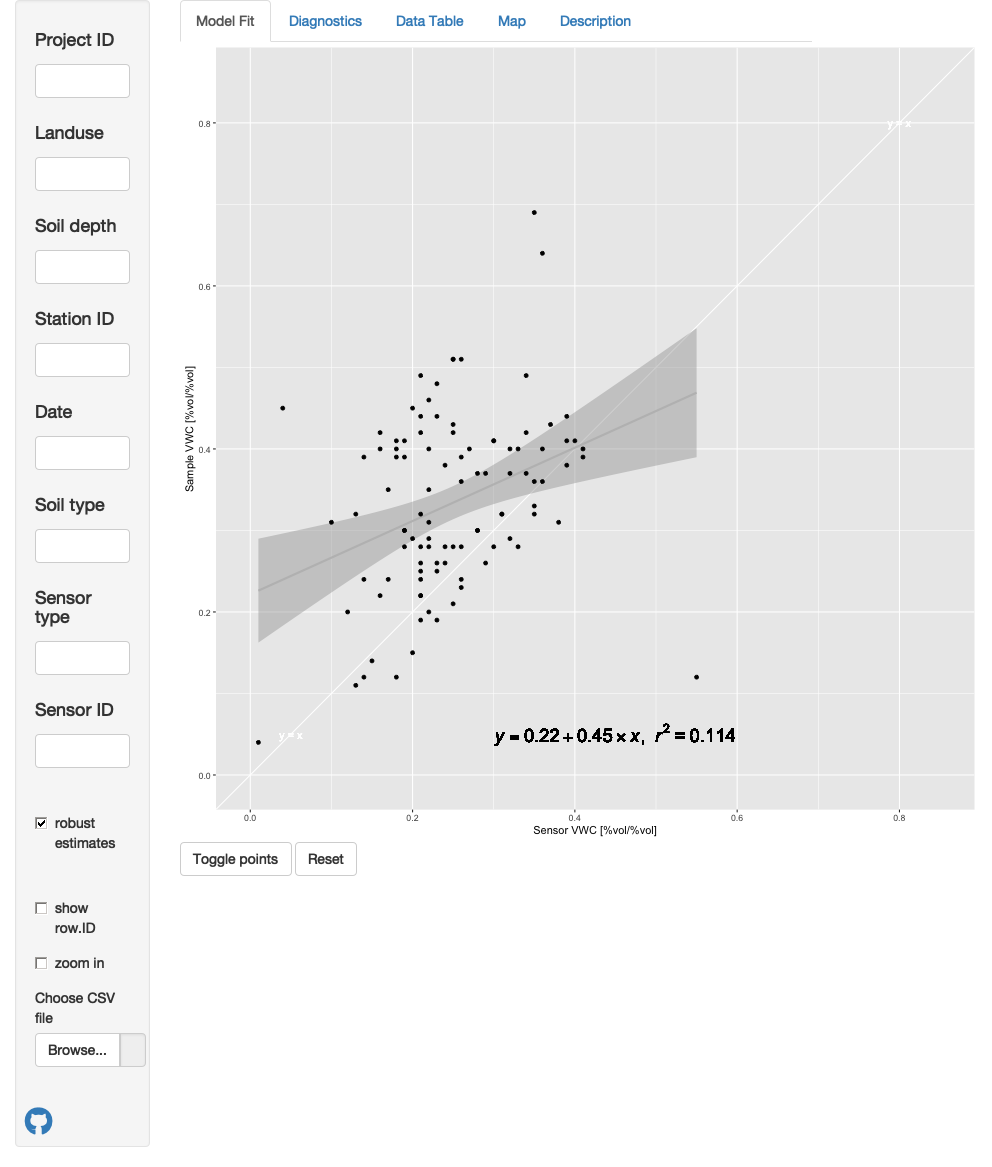 Project ID
Landuse
Soil depth
Station ID
Date
Soil type
Sensor
type
Sensor ID
robust
estimates
show
row.ID
zoom in
Choose CSV
file
Browse...
Model Fit
Diagnostics
Data Table
Map
Description
y = x
0.8
0.6
0.4
0.2
0.0
Sample VWC [%vol/%vol]
y = x
y = 0.22 + 0.45 × x, r² = 0.114
0.0
0.2
0.4
0.6
0.8
Sensor VWC [%vol/%vol]
Toggle points
Reset